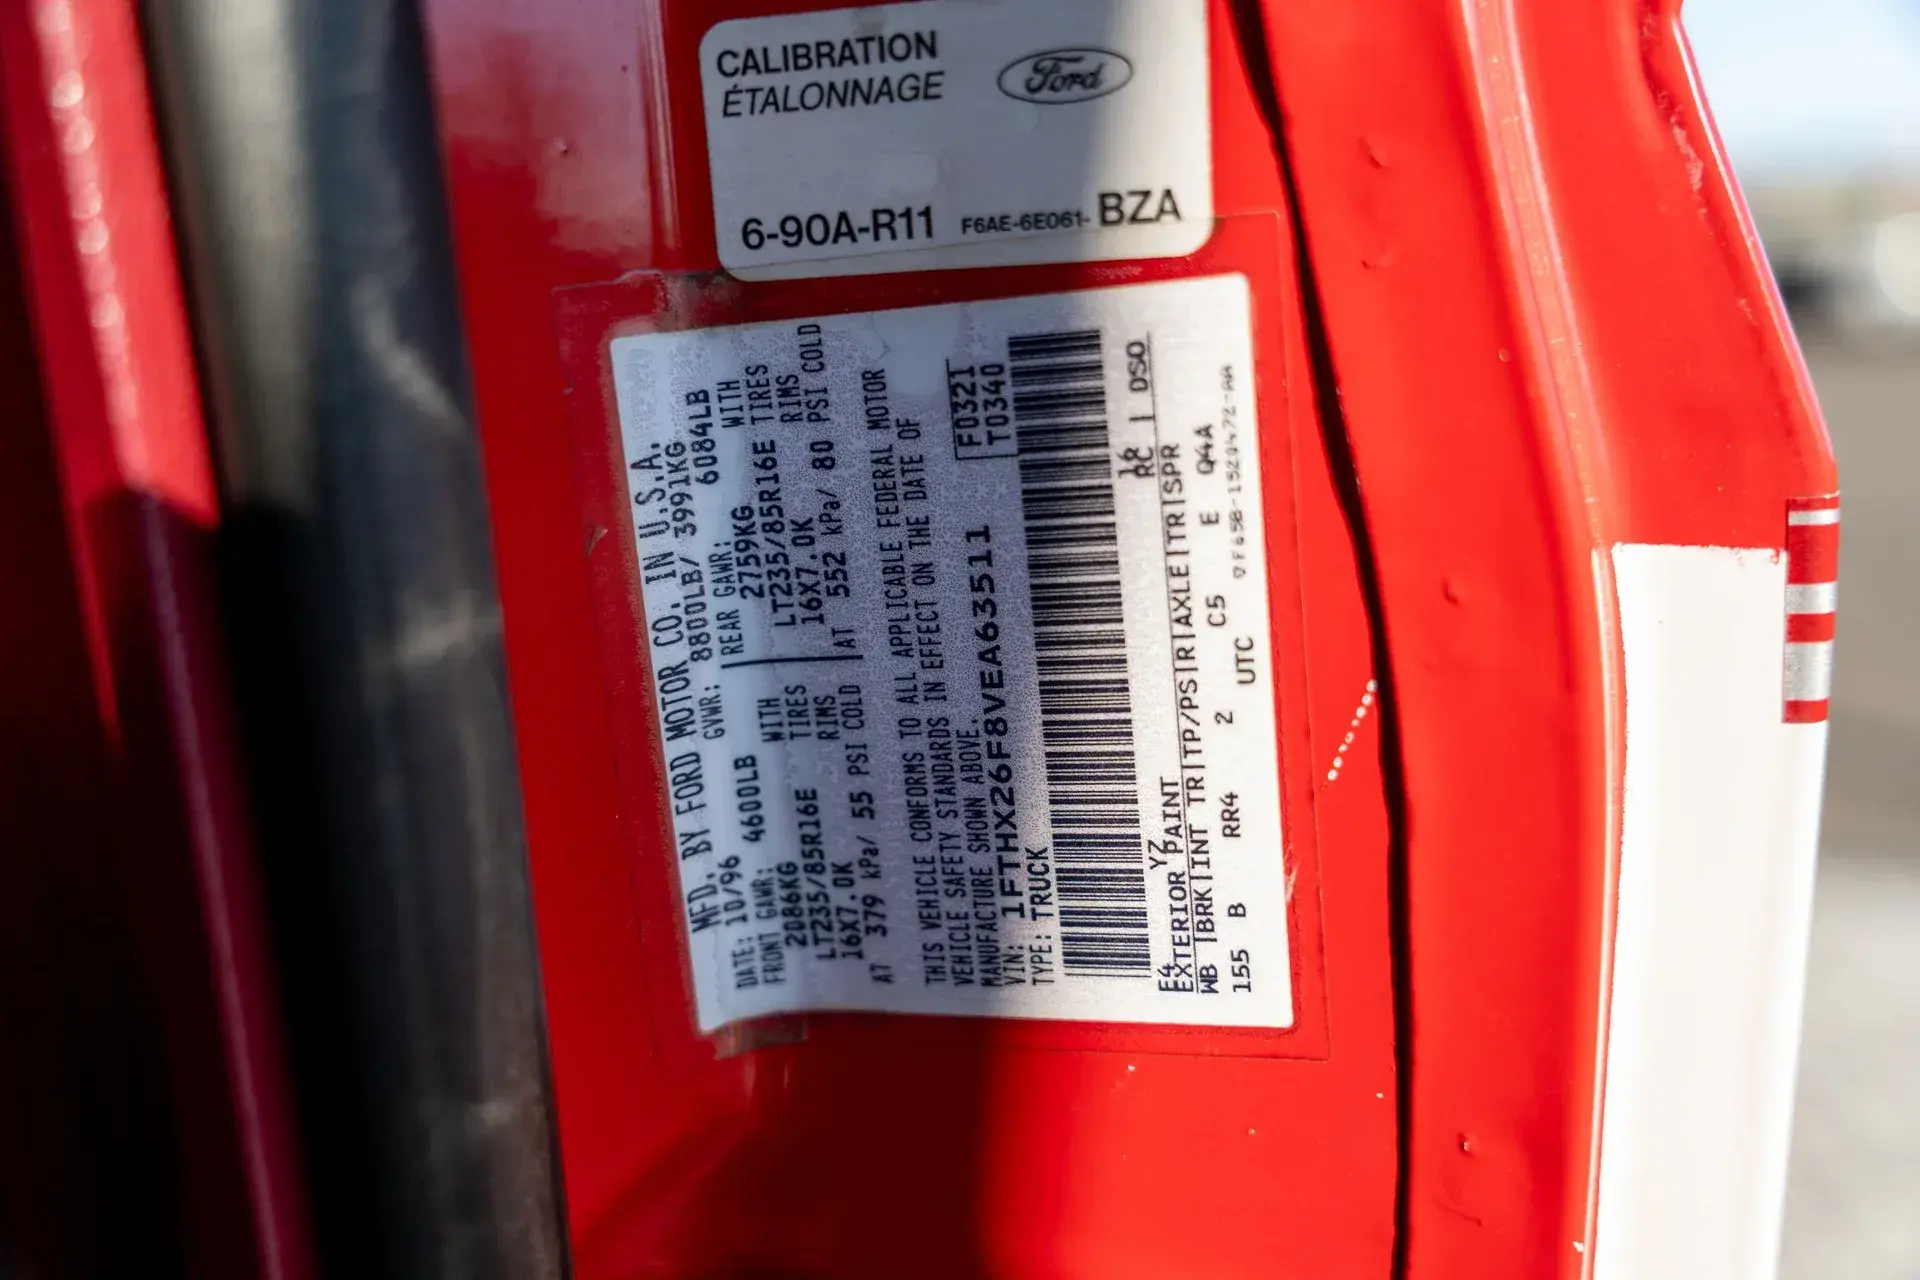 CALIBRATION
ÉTALONNAGE
Ford
6-90A-R11 F6AE-6E061- BZA
MFD. BY FORD MOTOR CO. IN U.S.A.
DATE: 10/96 GVWR: 8800LB/ 3991KG
FRONT GAWR: 4600LB REAR GAWR: 6084LB
2086KG WITH 2759KG WITH
LT235/85R16E TIRES LT235/85R16E TIRES
16X7.0K RIMS 16X7.0K RIMS
AT 379 kPa/ 55 PSI COLD AT 552 kPa/ 80 PSI COLD
THIS VEHICLE CONFORMS TO ALL APPLICABLE FEDERAL MOTOR
VEHICLE SAFETY STANDARDS IN EFFECT ON THE DATE OF
MANUFACTURE SHOWN ABOVE.
VIN: 1FTHX26F8VEA63511 F0321
TYPE: TRUCK T0340
E4 YZ 18
EXTERIOR PAINT RC DSO
WB BRK INT TR TP/PS R AXLE TR SPR
155 B RR4 2 C5 E Q4A
UTC